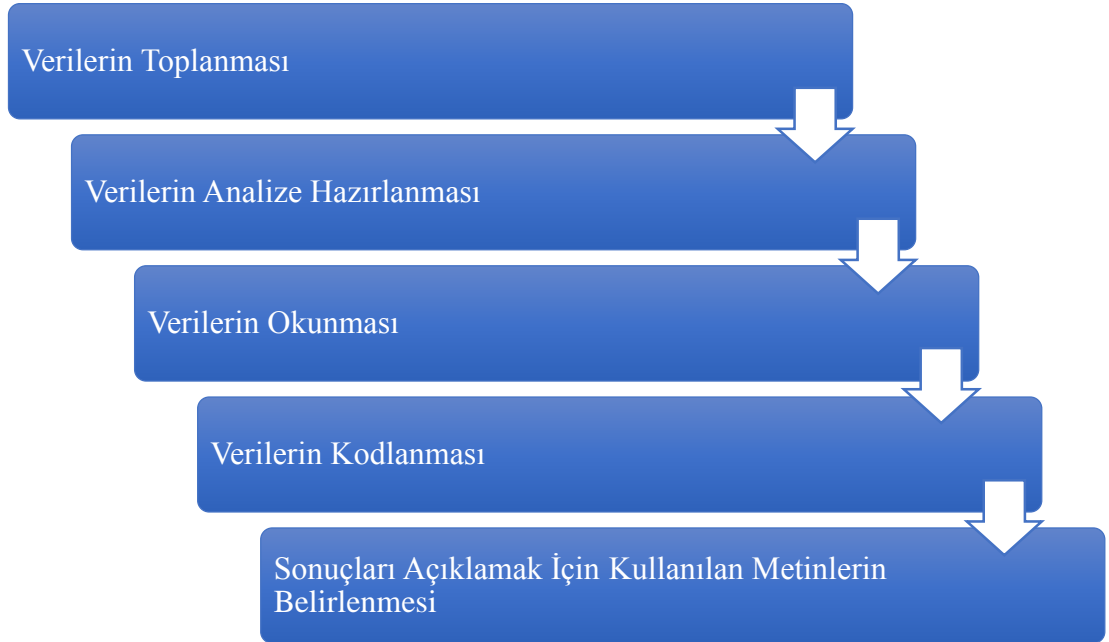 Verilerin Toplanması
Verilerin Analize Hazırlanması
Verilerin Okunması
Verilerin Kodlanması
Sonuçları Açıklamak İçin Kullanılan Metinlerin
Belirlenmesi